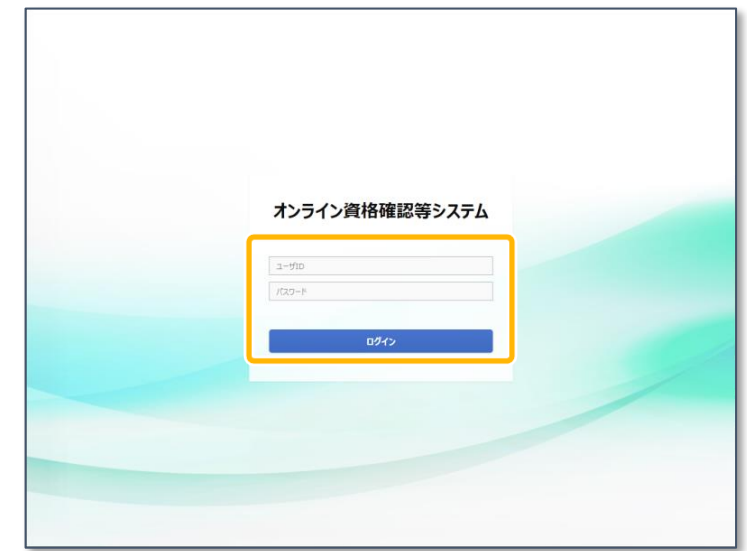 オンライン資格確認等システム
ユーザID
パスワード
ログイン